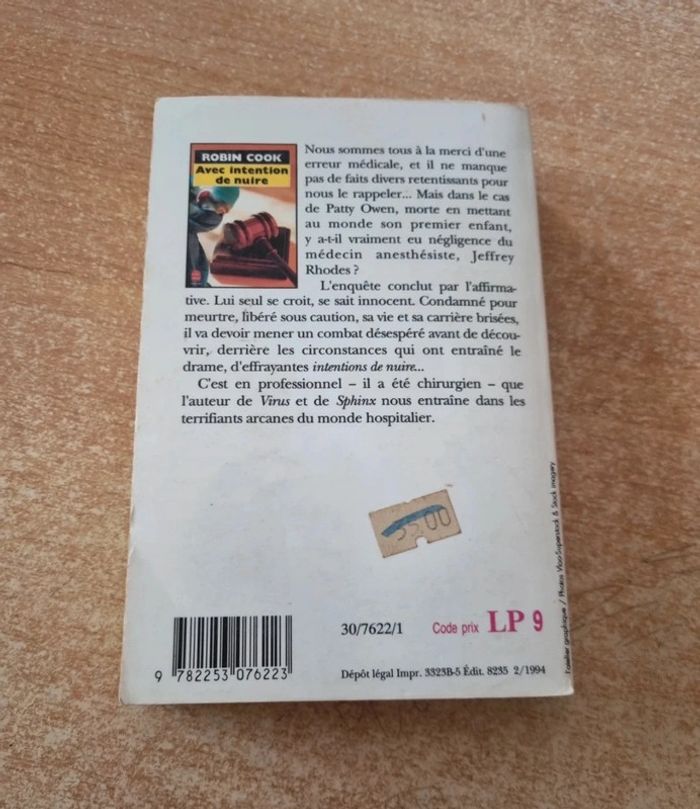 ROBIN COOK
Avec intention
de nuire
Nous sommes tous à la merci d'une
erreur médicale, et il ne manque
pas de faits divers retentissants pour
nous le rappeler... Mais dans le cas
de Patty Owen, morte en mettant
au monde son premier enfant,
y a-t-il vraiment eu négligence du
médecin anesthésiste, Jeffrey
Rhodes ?
L'enquête conclut par l'affirma-
tive. Lui seul se croit, se sait innocent. Condamné pour
meurtre, libéré sous caution, sa vie et sa carrière brisées,
il va devoir mener un combat désespéré avant de décou-
vrir, derrière les circonstances qui ont entraîné le
drame, d'effrayantes intentions de nuire...
C'est en professionnel – il a été chirurgien – que
l'auteur de Virus et de Sphinx nous entraîne dans les
terrifiants arcanes du monde hospitalier.
35.00
30/7622/1
Code prix LP 9
9 782253 076223
Dépôt légal Impr. 3323B-5 Édit. 8235 2/1994
l'atelier graphique / Photos Vloo-Superstock & Stock imagery